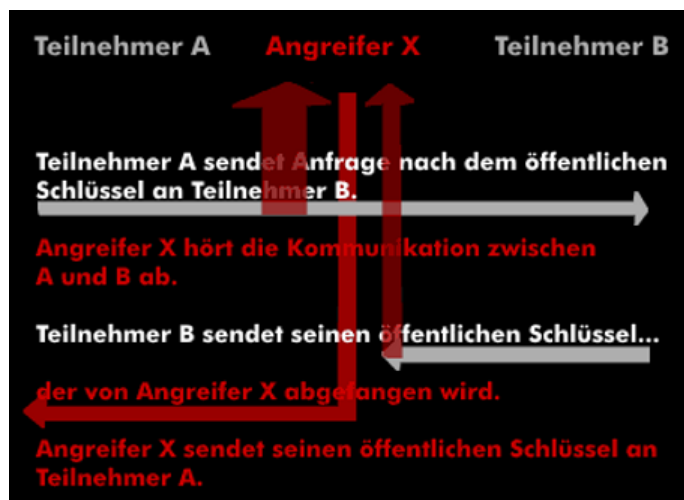 Teilnehmer A Angreifer X Teilnehmer B
Teilnehmer A sendet Anfrage nach dem öffentlichen
Schlüssel an Teilnehmer B.
Angreifer X hört die Kommunikation zwischen
A und B ab.
Teilnehmer B sendet seinen öffentlichen Schlüssel...
der von Angreifer X abgefangen wird.
Angreifer X sendet seinen öffentlichen Schlüssel an
Teilnehmer A.